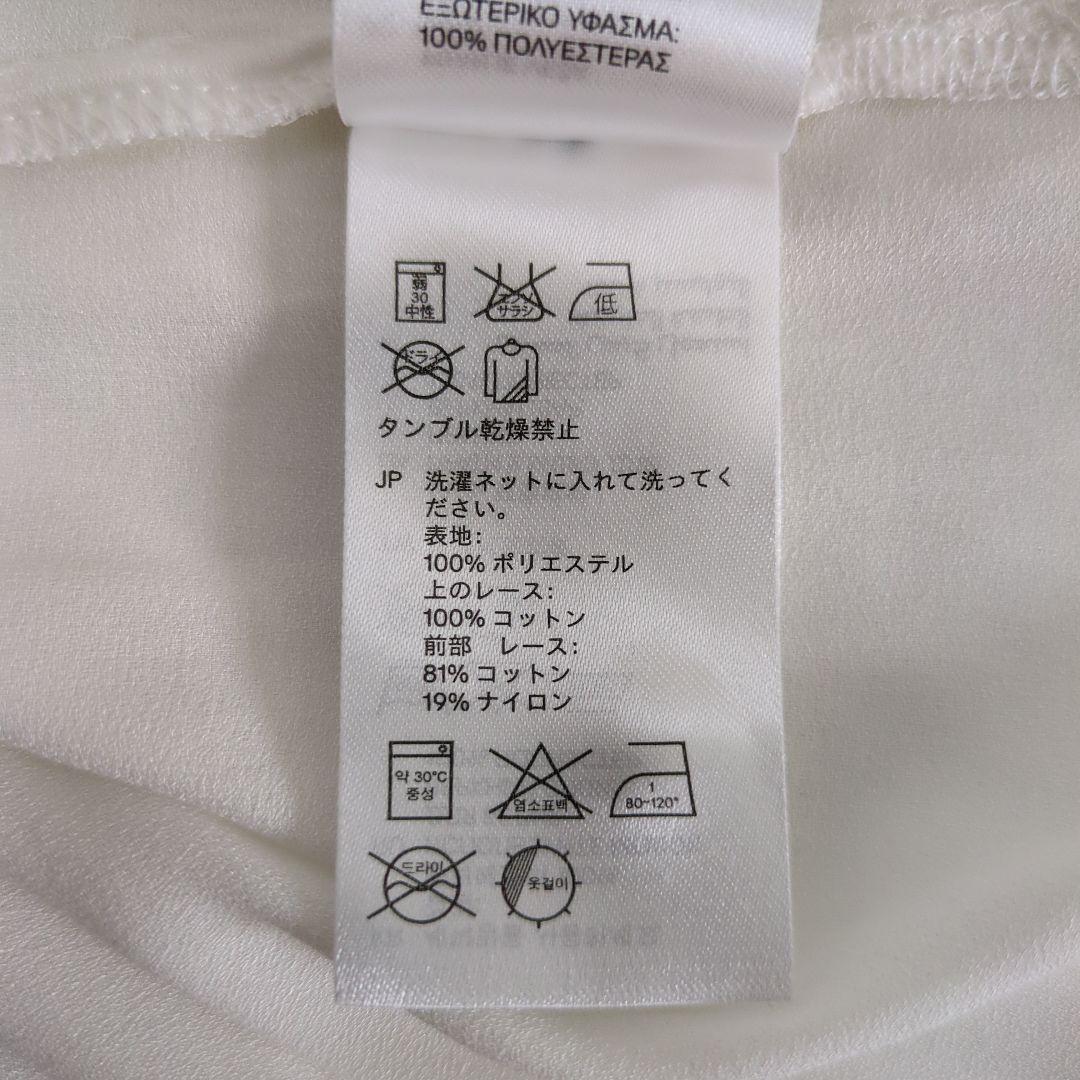 ΕΞΩΤΕΡΙΚΟ ΥΦΑΣΜΑ:
100% ΠΟΛΥΕΣΤΕΡΑΣ
弱
30
中性
エンソ
サラシ
低
ドライ
タンブル乾燥禁止
JP 洗濯ネットに入れて洗ってく
ださい。
表地:
100% ポリエステル
上のレース:
100% コットン
前部 レース:
81% コットン
19% ナイロン
약 30°C
중성
염소표백
1
80~120°
드라이
옷걸이